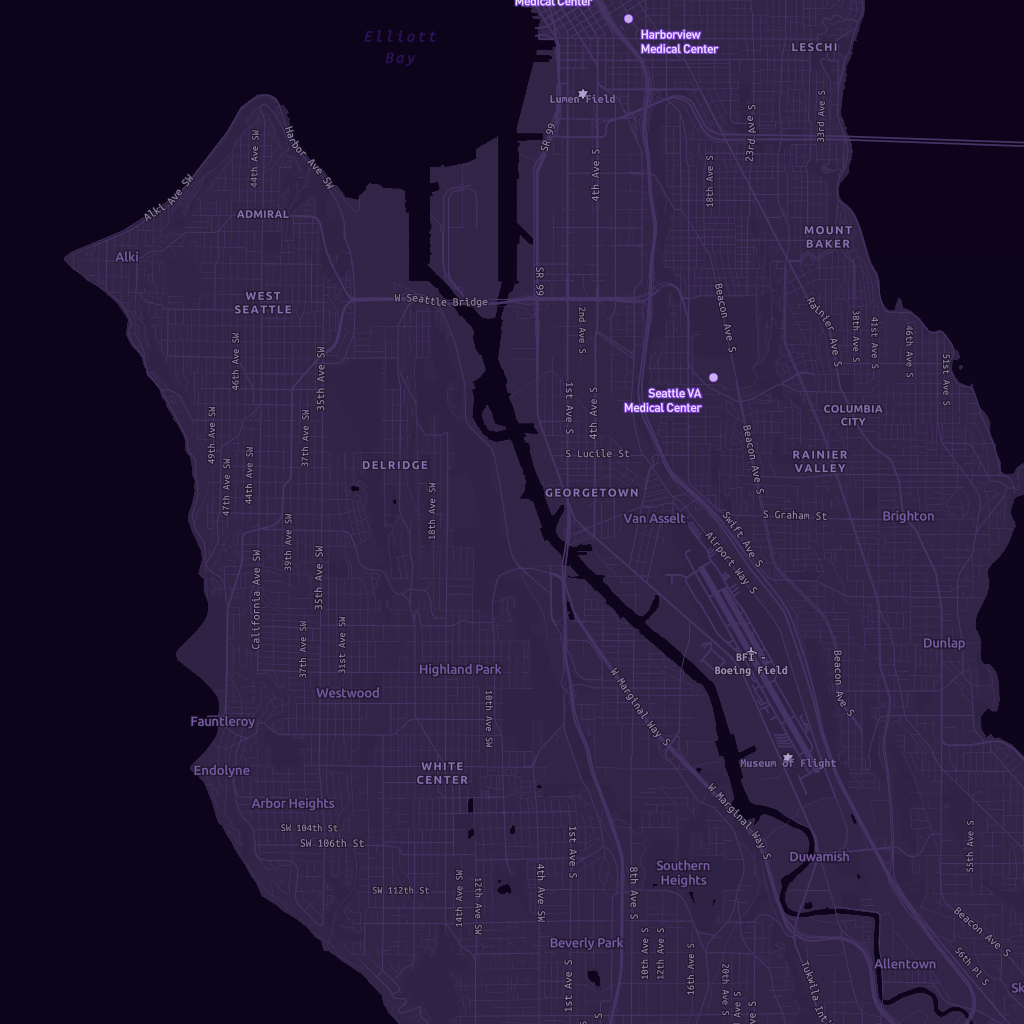 Medical Center
Elliott
Bay
Harborview
Medical Center
LESCHI
Lumen Field
SR 99
33rd Ave S
23rd Ave S
44th Ave SW
Harbor Ave SW
4th Ave S
18th Ave S
Alki Ave SW
ADMIRAL
MOUNT
BAKER
Alki
SR 99
W Seattle Bridge
WEST
SEATTLE
Beacon Ave S
Rainier Ave S
2nd Ave S
38th Ave S
41st Ave S
46th Ave S
51st Ave S
46th Ave SW
35th Ave SW
Seattle VA
Medical Center
1st Ave S
4th Ave S
COLUMBIA
CITY
49th Ave SW
37th Ave SW
Beacon Ave S
S Lucile St
RAINIER
VALLEY
DELRIDGE
47th Ave SW
44th Ave SW
18th Ave SW
GEORGETOWN
Van Asselt
S Graham St
Brighton
39th Ave SW
Swift Ave S
Airport Way S
35th Ave SW
California Ave SW
37th Ave SW
31st Ave SW
Dunlap
BFI -
Boeing Field
Highland Park
Beacon Ave S
Westwood
W Marginal Way S
10th Ave SW
Fauntleroy
Endolyne
WHITE
CENTER
Museum of Flight
Arbor Heights
W Marginal Way S
SW 104th St
SW 106th St
1st Ave S
55th Ave S
Duwamish
Southern
Heights
SW 112th St
14th Ave SW
12th Ave SW
4th Ave SW
8th Ave S
Beacon Ave S
Beverly Park
10th Ave S
12th Ave S
16th Ave S
56th Pl S
Allentown
1st Ave S
20th Ave S
Tukwila Int'
Sk
Ave S
S
S
S